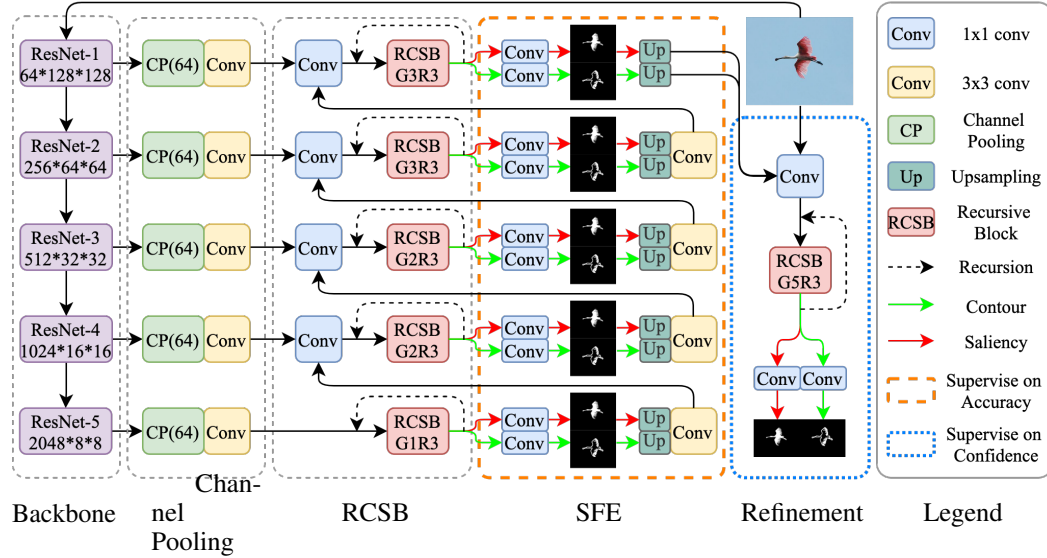 ResNet-1
64*128*128
CP(64)
Conv
Conv
RCSB
G3R3
Conv
Conv
Up
Up
ResNet-2
256*64*64
CP(64)
Conv
Conv
RCSB
G3R3
Conv
Conv
Up
Up
Conv
ResNet-3
512*32*32
CP(64)
Conv
Conv
RCSB
G2R3
Conv
Conv
Up
Up
Conv
ResNet-4
1024*16*16
CP(64)
Conv
Conv
RCSB
G2R3
Conv
Conv
Up
Up
Conv
ResNet-5
2048*8*8
CP(64)
Conv
RCSB
G1R3
Conv
Conv
Up
Up
Conv
Conv
RCSB
G5R3
Conv
Conv
Conv
1x1 conv
Conv
3x3 conv
CP
Channel
Pooling
Up
Upsampling
RCSB
Recursive
Block
Recursion
Contour
Saliency
Supervise on
Accuracy
Supervise on
Confidence
Backbone
Chan-
nel
Pooling
RCSB
SFE
Refinement
Legend